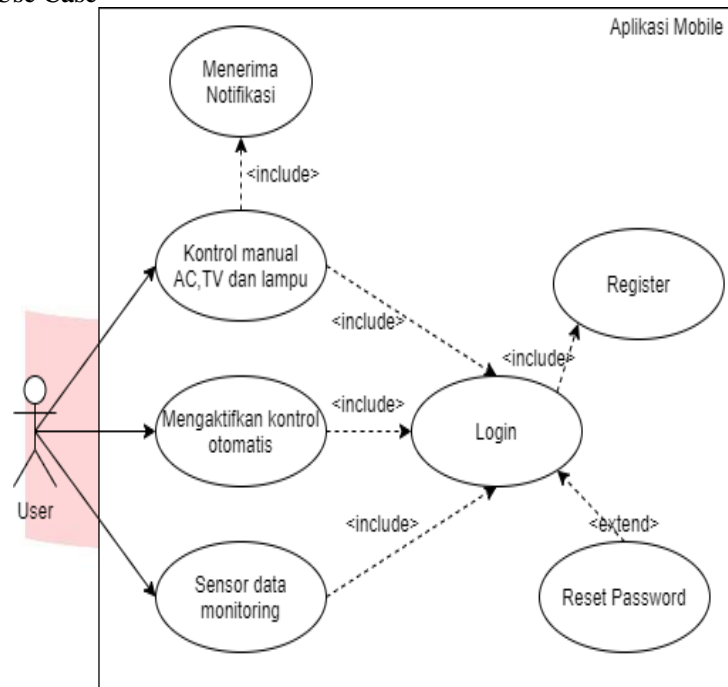 Use Case
Aplikasi Mobile
Menerima
Notifikasi
<include>
Kontrol manual
AC,TV dan lampu
<include>
Register
<include>
Mengaktifkan kontrol
otomatis
<include>
Login
User
<include>
<extend>
Sensor data
monitoring
Reset Password